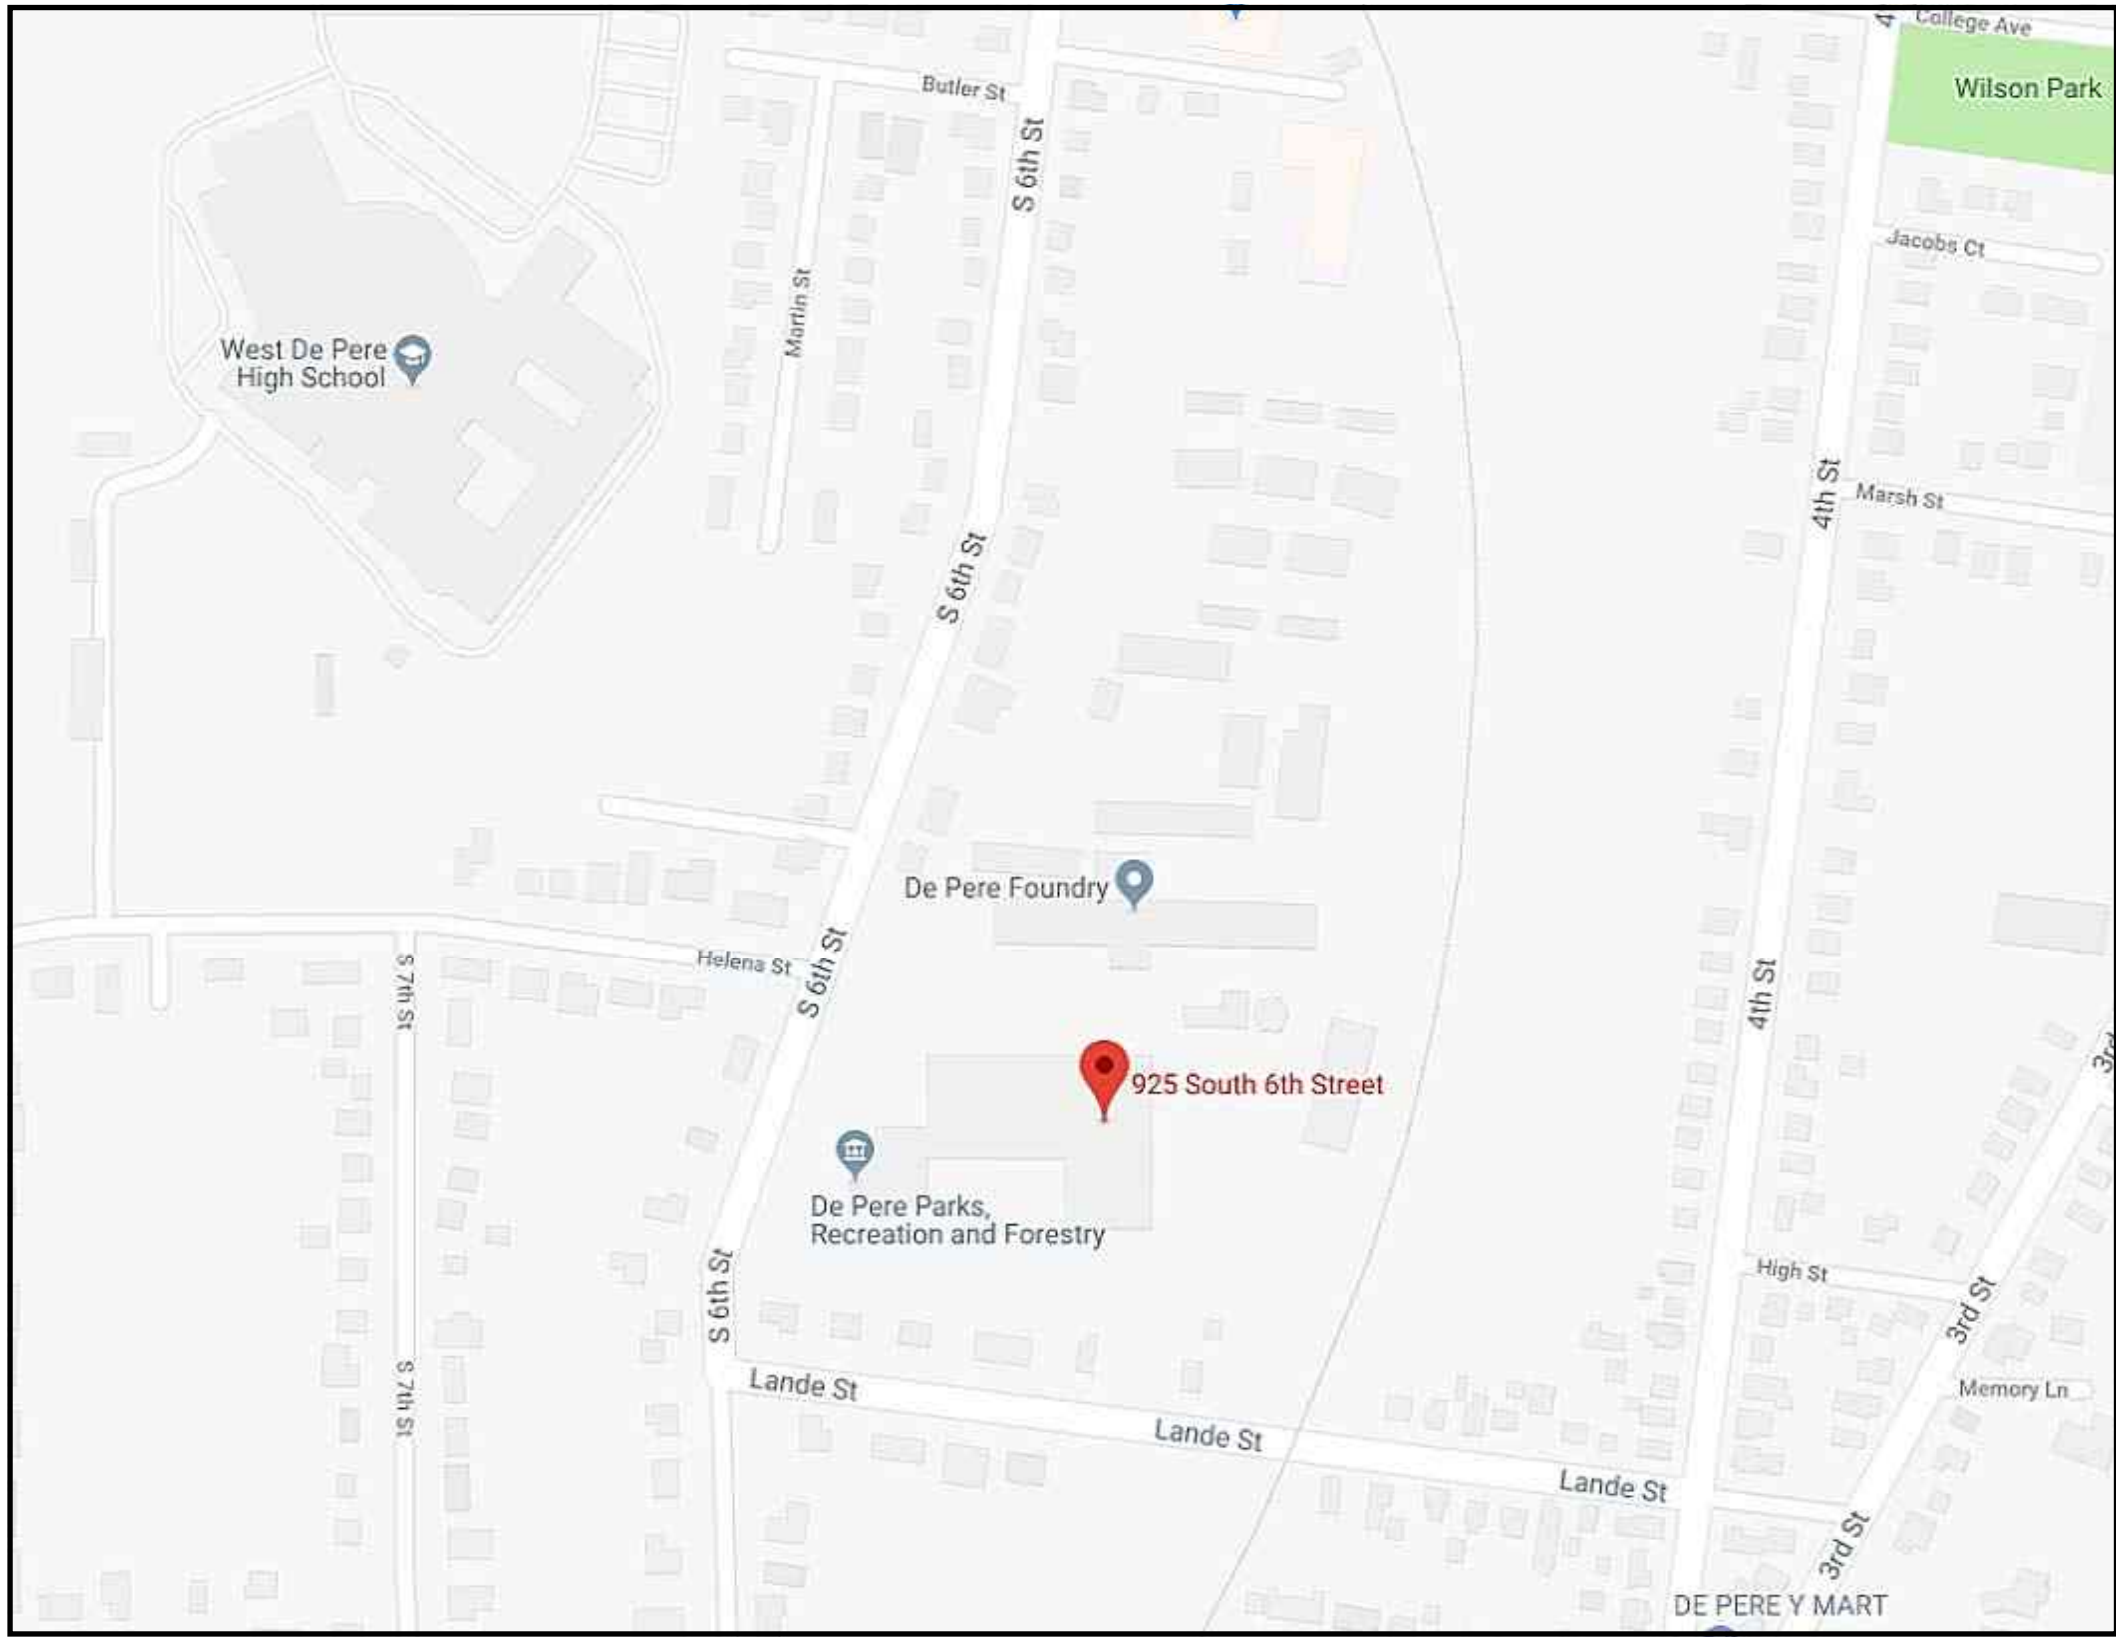 College Ave
4
Wilson Park
Butler St
S 6th St
Jacobs Ct
Martin St
West De Pere
High School
4th St
Marsh St
S 6th St
De Pere Foundry
Helena St
S 6th St
S 7th St
4th St
3rd
925 South 6th Street
De Pere Parks,
Recreation and Forestry
High St
S 6th St
3rd St
Lande St
S 7th St
Memory Ln
Lande St
Lande St
3rd St
DE PERE Y MART